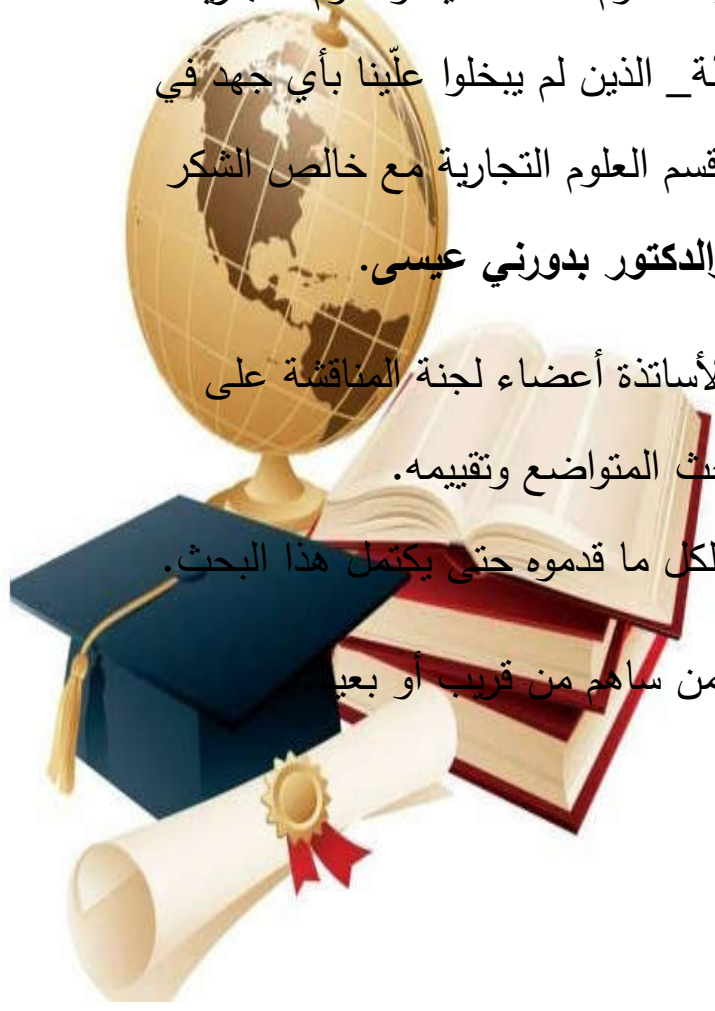 ـة_ الذين لم يبخلوا علّينا بأي جهد في
قسم العلوم التجارية مع خالص الشكر
الدكتور بدورني عيسى.
لأساتذة أعضاء لجنة المناقشة على
المتواضع وتقييمه.
لكل ما قدموه حتى يكتمل هذا البحث.
من ساهم من قريب أو بعيد.